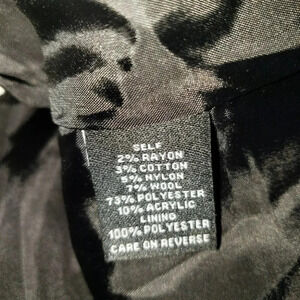 SELF
2% RAYON
3% COTTON
5% NYLON
7% WOOL
73% POLYESTER
10% ACRYLIC
LINING
100% POLYESTER
CARE ON REVERSE